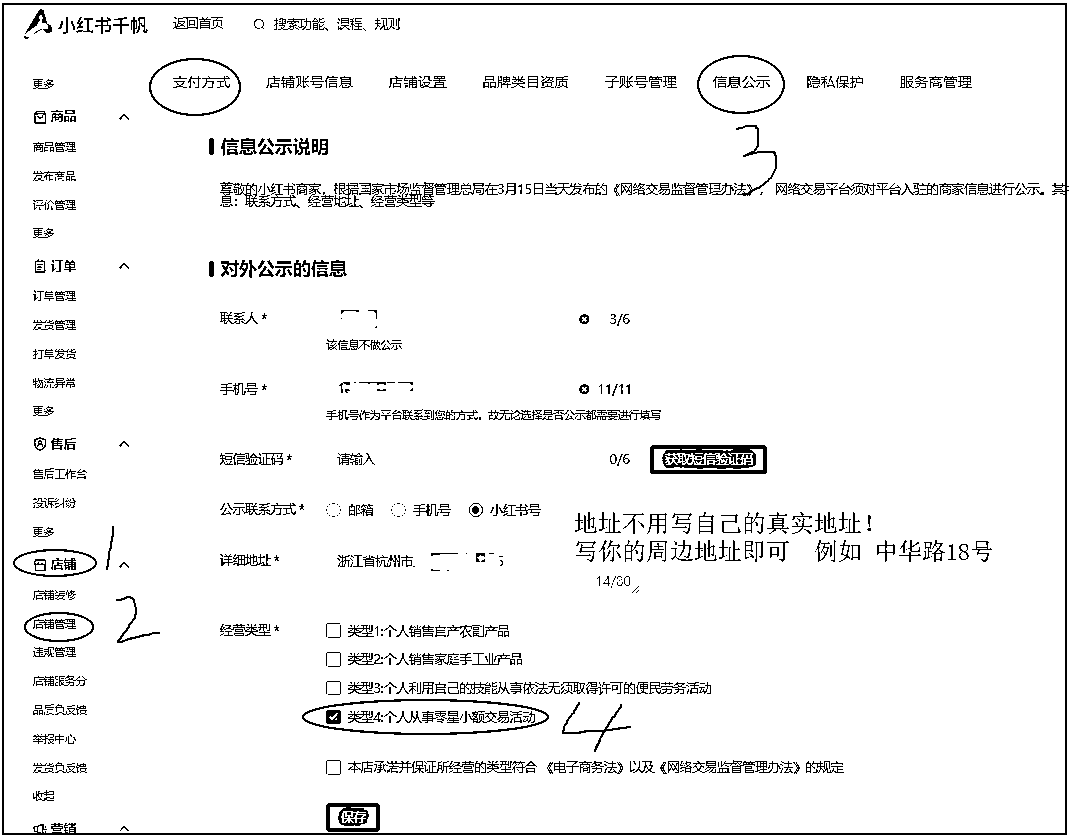 小红书千帆 返回首页 搜索功能、课程、规则
支付方式 店铺账号信息 店铺设置 品牌类目资质 子账号管理 信息公示 隐私保护 服务商管理
更多
商品
商品管理
发布商品
评价管理
更多
订单
订单管理
发货管理
打单发货
物流异常
更多
售后
售后工作台
投诉纠纷
更多
店铺
1
店铺装修
店铺管理
2
违规管理
店铺服务分
品质负反馈
举报中心
发货负反馈
收起
营销
3
信息公示说明
尊敬的小红书商家，根据国家市场监督管理总局在3月15日当天发布的《网络交易监督管理办法》， 网络交易平台须对平台入驻的商家信息进行公示。其
息：联系方式、经营地址、经营类型等
对外公示的信息
联系人* 3/6
该信息不做公示
手机号* 11/11
手机号作为平台联系到您的方式，故无论选择是否公示都需要进行填写
短信验证码* 请输入 0/6 获取短信验证码
公示联系方式* 邮箱 手机号 小红书号
地址不用写自己的真实地址！
写你的周边地址即可 例如 中华路18号
详细地址* 浙江省杭州市
14/80
经营类型* 类型1:个人销售自产农副产品
类型2:个人销售家庭手工业产品
类型3:个人利用自己的技能从事依法无须取得许可的便民劳务活动
类型4:个人从事零星小额交易活动
4
本店承诺并保证所经营的类型符合 《电子商务法》以及《网络交易监督管理办法》的规定
保存